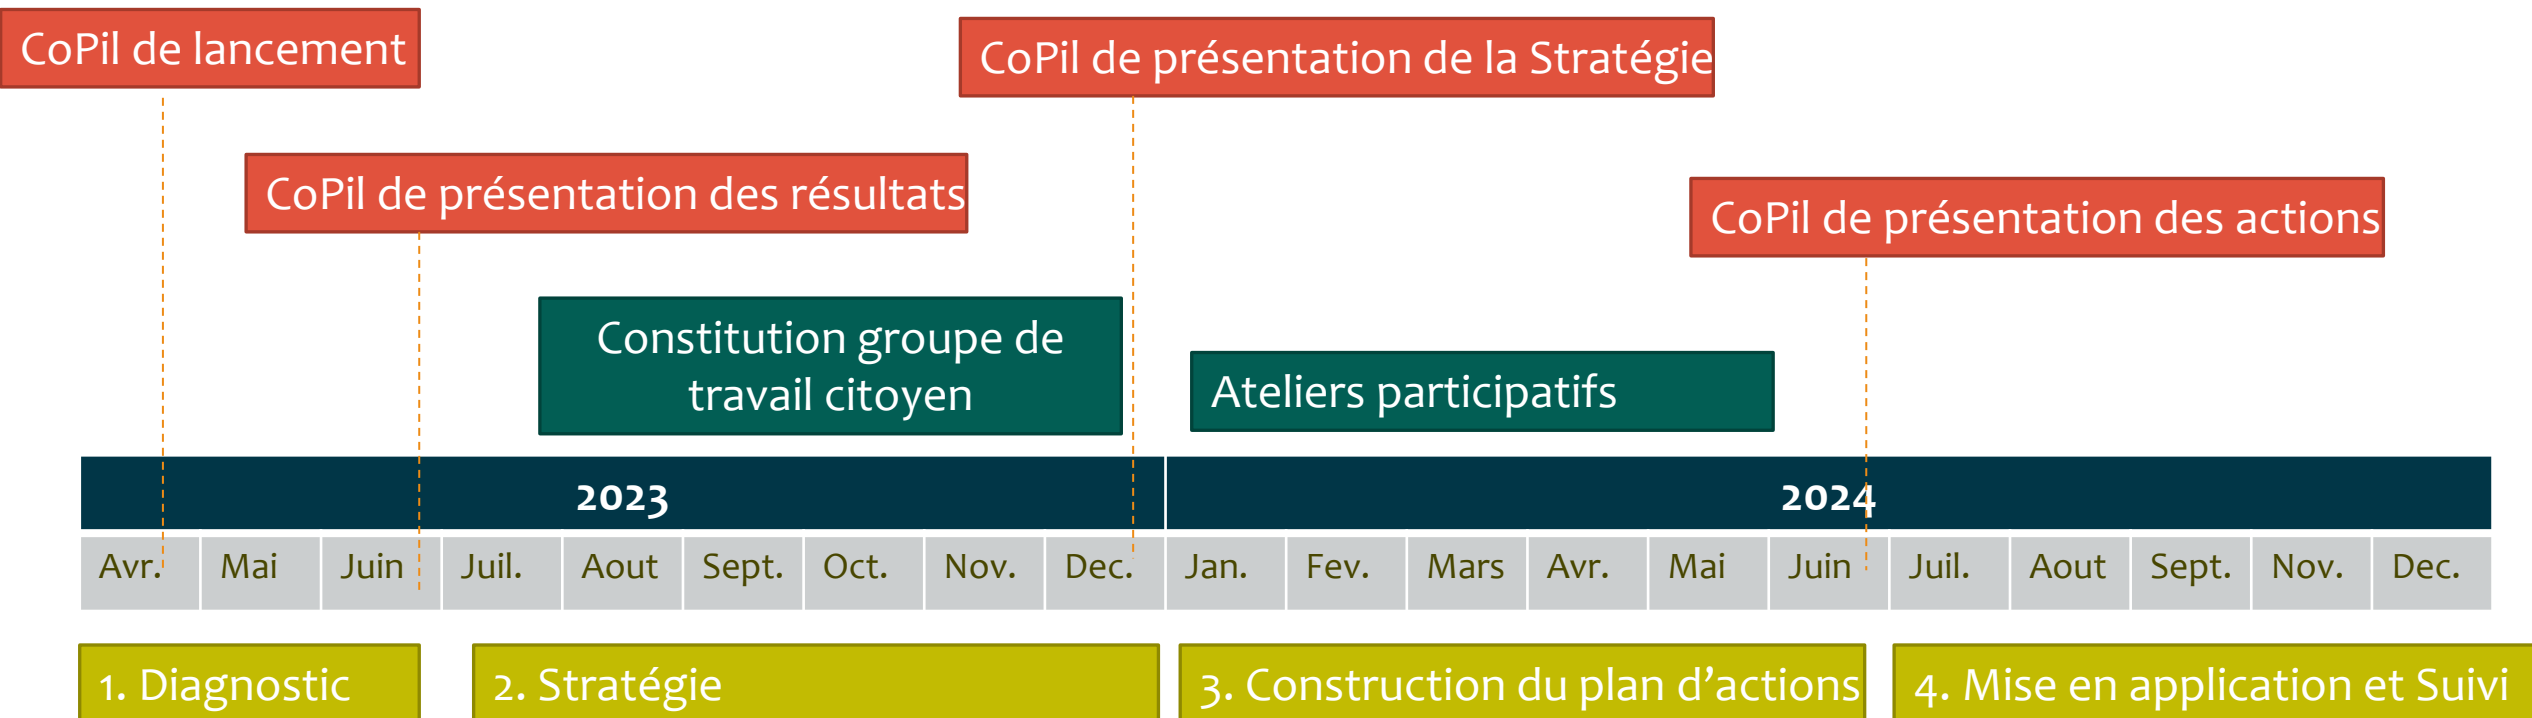 CoPil de lancement
CoPil de présentation de la Stratégie
CoPil de présentation des résultats
CoPil de présentation des actions
Constitution groupe de
travail citoyen
Ateliers participatifs
2023 2024
Avr. Mai Juin Juil. Aout Sept. Oct. Nov. Dec. Jan. Fev. Mars Avr. Mai Juin Juil. Aout Sept. Nov. Dec.
1. Diagnostic 2. Stratégie 3. Construction du plan d’actions 4. Mise en application et Suivi